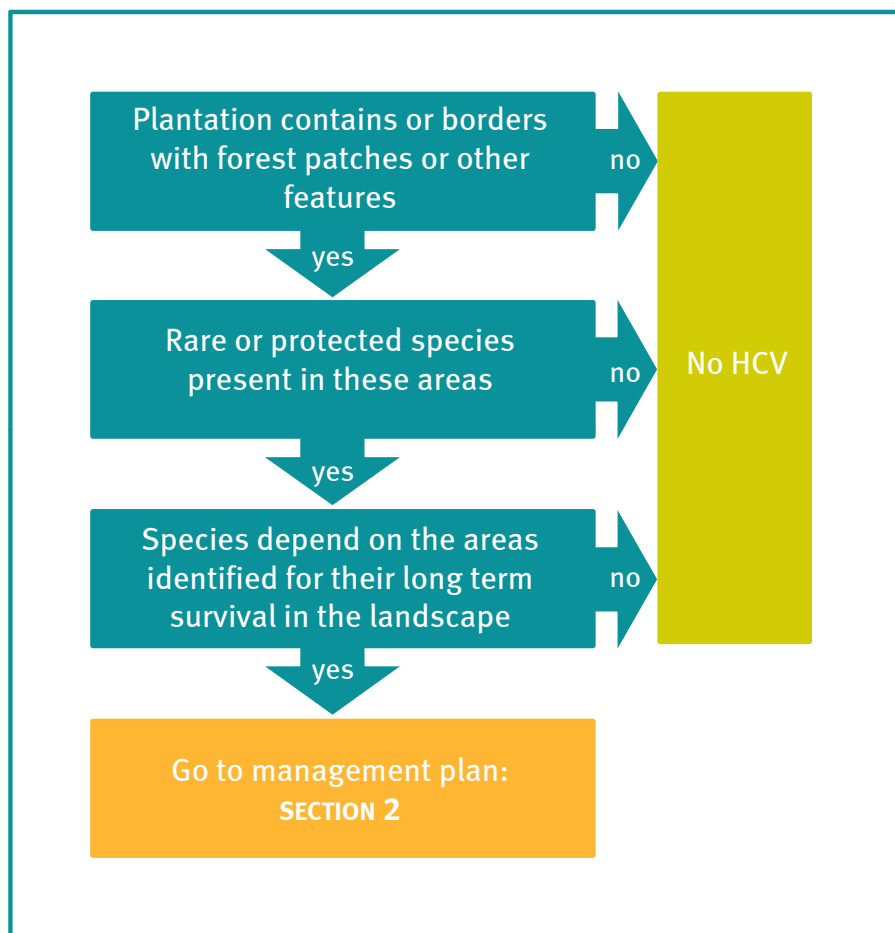 Plantation contains or borders
with forest patches or other
features
no
yes
Rare or protected species
present in these areas
no
No HCV
yes
Species depend on the areas
identified for their long term
survival in the landscape
no
yes
Go to management plan:
SECTION 2